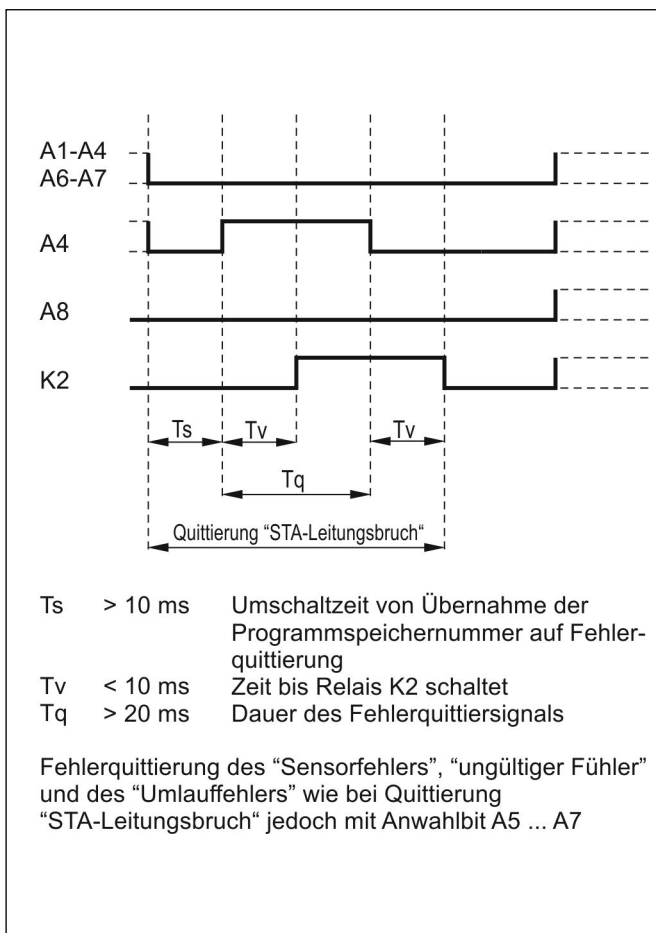 A1-A4
A6-A7
A4
A8
K2
Ts Tv Tv
Tq
Quittierung “STA-Leitungsbruch“
Ts > 10 ms Umschaltzeit von Übernahme der
Programmspeichernummer auf Fehler-
quittierung
Tv < 10 ms Zeit bis Relais K2 schaltet
Tq > 20 ms Dauer des Fehlerquittiersignals
Fehlerquittierung des “Sensorfehlers”, “ungültiger Fühler”
und des “Umlauffehlers” wie bei Quittierung
“STA-Leitungsbruch“ jedoch mit Anwahlbit A5 ... A7